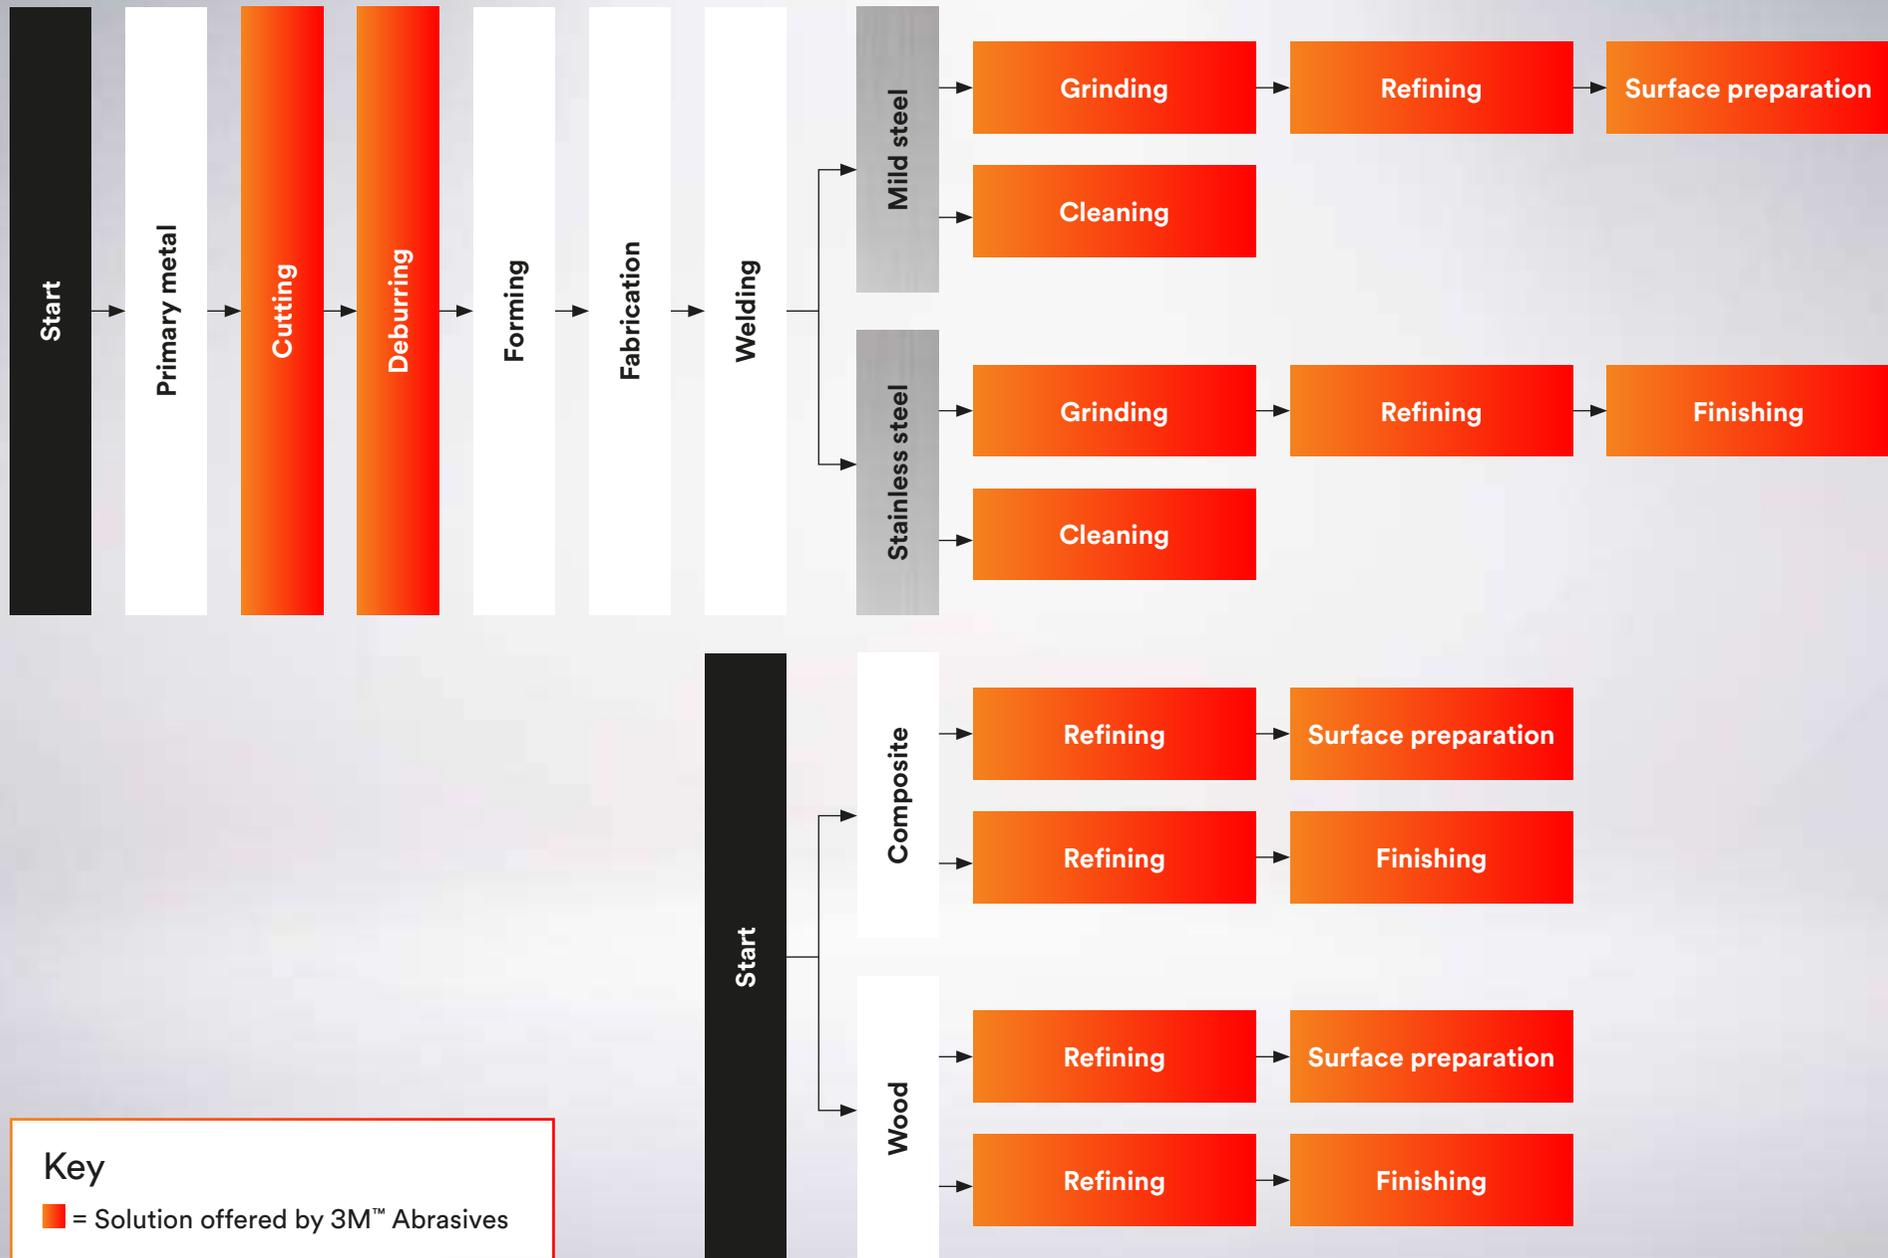 Start
Primary metal
Cutting
Deburring
Forming
Fabrication
Welding
Mild steel
Grinding
Refining
Surface preparation
Cleaning
Stainless steel
Grinding
Refining
Finishing
Cleaning
Start
Composite
Refining
Surface preparation
Refining
Finishing
Wood
Refining
Surface preparation
Refining
Finishing
Key
= Solution offered by 3M™ Abrasives